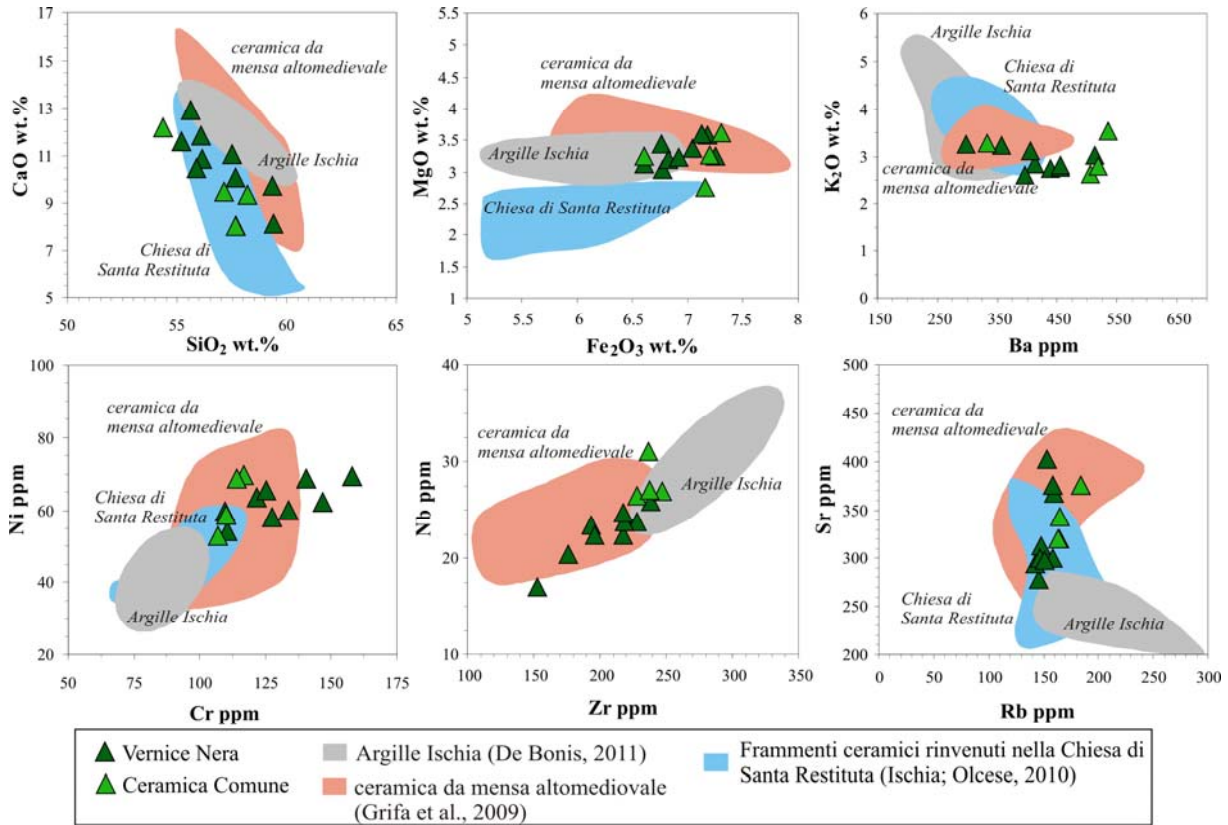 17
15
13
11
9
7
5
CaO wt.%
ceramica da
mensa altomedievale
Argille Ischia
Chiesa di
Santa Restituta
50
55
60
65
SiO2 wt.%
5.5
5
4.5
4
3.5
3
2.5
2
1.5
1
MgO wt.%
ceramica da
mensa altomedievale
Argille Ischia
Chiesa di Santa Restituta
5
5.5
6
6.5
7
7.5
8
Fe2O3 wt.%
6
5
4
3
2
1
0
K2O wt.%
Argille Ischia
Chiesa di
Santa Restituta
ceramica da
mensa altomedievale
150
250
350
450
550
650
Ba ppm
100
80
60
40
20
Ni ppm
ceramica da
mensa altomedievale
Chiesa di
Santa Restituta
Argille Ischia
50
75
100
125
150
175
Cr ppm
40
30
20
10
Nb ppm
ceramica da
mensa altomedievale
Argille Ischia
100
150
200
250
300
350
Zr ppm
500
450
400
350
300
250
200
Sr ppm
ceramica da
mensa altomedievale
Chiesa di
Santa Restituta
Argille Ischia
0
50
100
150
200
250
300
Rb ppm
Vernice Nera
Ceramica Comune
Argille Ischia (De Bonis, 2011)
ceramica da mensa altomediovale
(Grifa et al., 2009)
Frammenti ceramici rinvenuti nella Chiesa di
Santa Restituta (Ischia; Olcese, 2010)